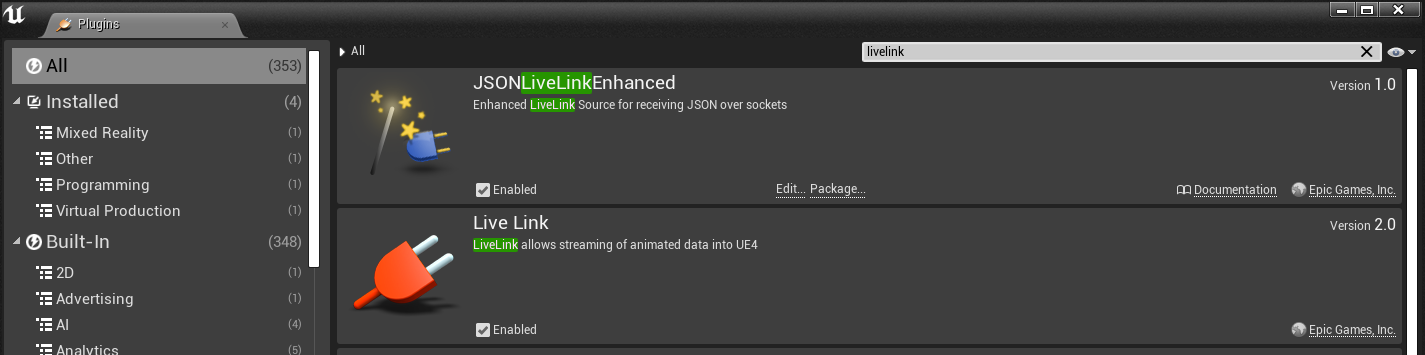 Plugins
All (353)
Installed (4)
Mixed Reality (1)
Other (1)
Programming (1)
Virtual Production (1)
Built-In (348)
2D (1)
Advertising (1)
AI (4)
Analytics (5)
All
livelink
JSONLiveLinkEnhanced
Version 1.0
Enhanced LiveLink Source for receiving JSON over sockets
Enabled Edit... Package... Documentation Epic Games, Inc.
Live Link
Version 2.0
LiveLink allows streaming of animated data into UE4
Enabled Epic Games, Inc.